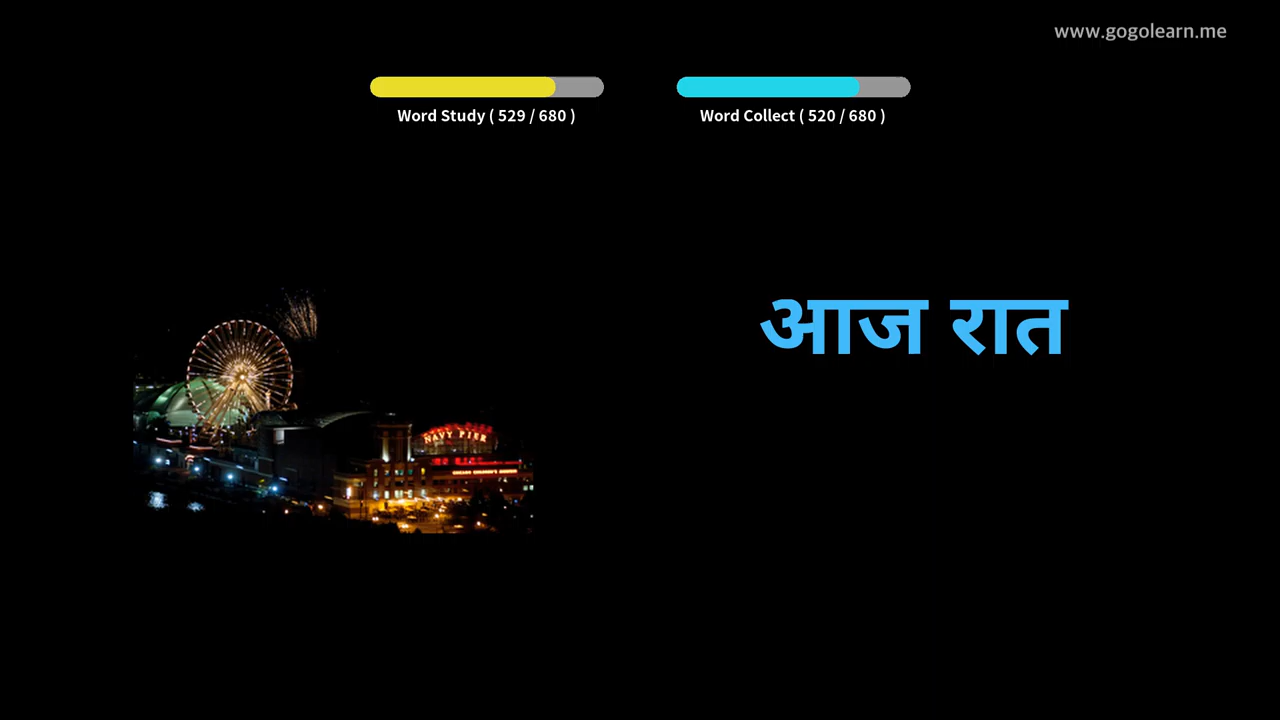 www.gogolearn.me
Word Study ( 529 / 680 )
Word Collect ( 520 / 680 )
आज रात
NAVY PIER